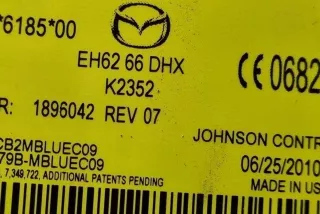 *6185*00
EH62 66 DHX
K2352
CE 0682
R: 1896042 REV 07
JOHNSON CONTR
CB2MBLUEC09
79B-MBLUEC09
06/25/2010
, 7,349,722, ADDITIONAL PATENTS PENDING
MADE IN US